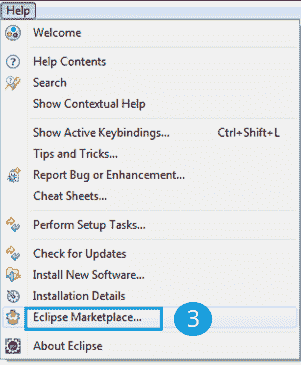 Help
Welcome
Help Contents
Search
Show Contextual Help
Show Active Keybindings... Ctrl+Shift+L
Tips and Tricks...
Report Bug or Enhancement...
Cheat Sheets...
Perform Setup Tasks...
Check for Updates
Install New Software...
Installation Details
Eclipse Marketplace... 3
About Eclipse